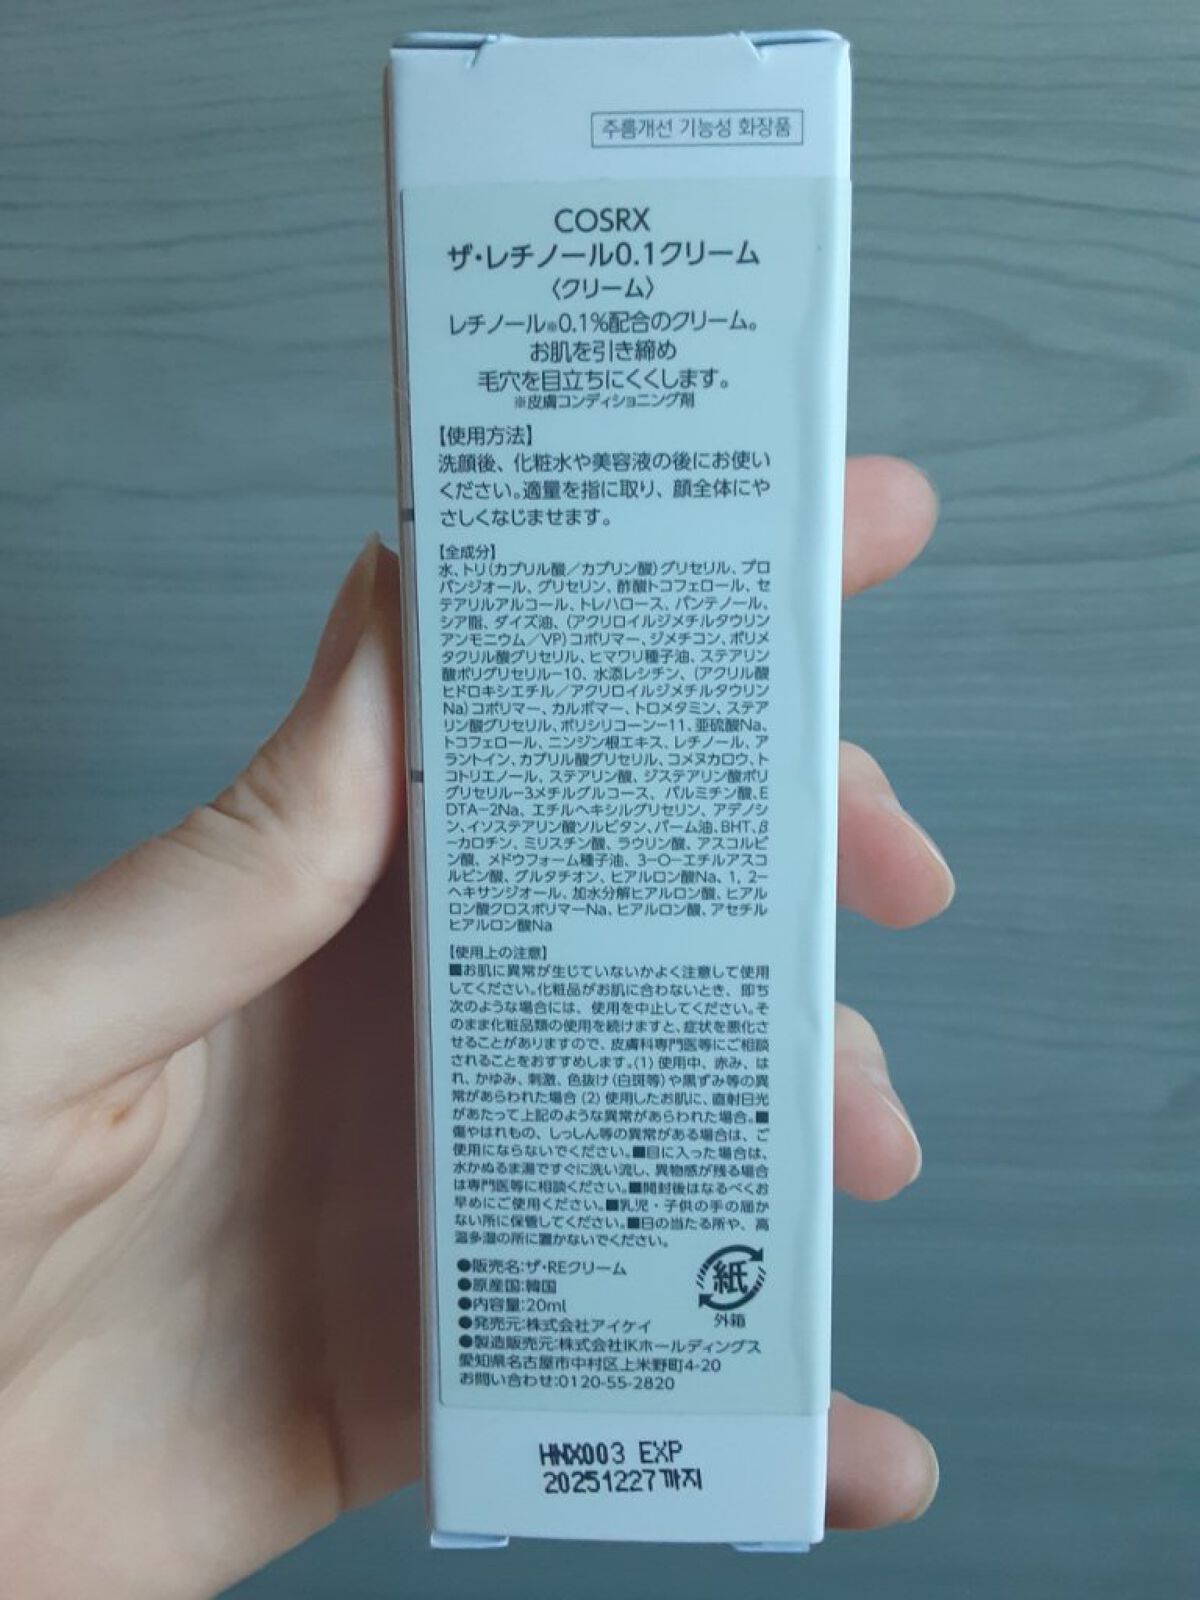 주름개선 기능성 화장품
COSRX
ザ・レチノール0.1クリーム
〈クリーム〉
レチノール※0.1%配合のクリーム。
お肌を引き締め
毛穴を目立ちにくくします。
※皮膚コンディショニング剤
【使用方法】
洗顔後、化粧水や美容液の後にお使い
ください。適量を指に取り、顔全体にや
さしくなじませます。
【全成分】
水、トリ(カプリル酸/カプリン酸)グリセリル、プロ
パンジオール、グリセリン、酢酸トコフェロール、セ
テアリルアルコール、トレハロース、パンテノール、
シア脂、ダイズ油、(アクリロイルジメチルタウリン
アンモニウム/VP)コポリマー、ジメチコン、ポリメ
タクリル酸グリセリル、ヒマワリ種子油、ステアリン
酸ポリグリセリル-10、水添レシチン、(アクリル酸
ヒドロキシエチル/アクリロイルジメチルタウリン
Na)コポリマー、カルボマー、トロメタミン、ステア
リン酸グリセリル、ポリシリコーン-11、亜硫酸Na、
トコフェロール、ニンジン根エキス、レチノール、ア
ラントイン、カプリル酸グリセリル、コメヌカロウ、ト
コトリエノール、ステアリン酸、ジステアリン酸ポリ
グリセリル-3メチルグルコース、パルミチン酸、E
DTA-2Na、エチルヘキシルグリセリン、アデノシ
ン、イソステアリン酸ソルビタン、パーム油、BHT、β
-カロチン、ミリスチン酸、ラウリン酸、アスコルビ
ン酸、メドウフォーム種子油、3-O-エチルアスコ
ルビン酸、グルタチオン、ヒアルロン酸Na、1, 2-
ヘキサンジオール、加水分解ヒアルロン酸、ヒアル
ロン酸クロスポリマーNa、ヒアルロン酸、アセチル
ヒアルロン酸Na
【使用上の注意】
■お肌に異常が生じていないかよく注意して使用
してください。化粧品がお肌に合わないとき、即ち
次のような場合には、使用を中止してください。そ
のまま化粧品類の使用を続けますと、症状を悪化さ
せることがありますので、皮膚科専門医等にご相談
されることをおすすめします。(1) 使用中、赤み、は
れ、かゆみ、刺激、色抜け(白斑等)や黒ずみ等の異
常があらわれた場合 (2) 使用したお肌に、直射日光
があたって上記のような異常があらわれた場合。■
傷やはれもの、しっしん等の異常がある場合は、ご
使用にならないでください。■目に入った場合は、
水かぬるま湯ですぐに洗い流し、異物感が残る場合
は専門医等に相談ください。■開封後はなるべくお
早めにご使用ください。■乳児・子供の手の届か
ない所に保管してください。■日の当たる所や、高
温多湿の所に置かないでください。
●販売名:ザ・REクリーム
●原産国:韓国
●内容量:20ml
●発売元:株式会社アイケイ
●製造販売元:株式会社IKホールディングス
愛知県名古屋市中村区上米野町4-20
お問い合わせ:0120-55-2820
紙
外箱
HNX003 EXP
20251227까지